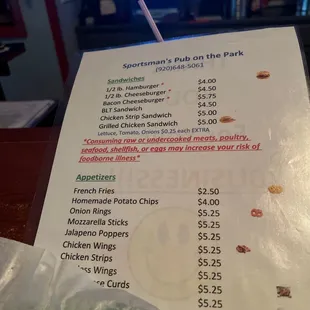 Sportsman's Pub on the Park
(920)648-5061
Sandwiches
1/2 lb. Hamburger * $4.00
1/2 lb. Cheeseburger * $4.50
Bacon Cheeseburger * $5.75
BLT Sandwich $4.50
Chicken Strip Sandwich $5.00
Grilled Chicken Sandwich $5.00
Lettuce, Tomato, Onions $0.25 each EXTRA
*Consuming raw or undercooked meats, poultry,
seafood, shellfish, or eggs may increase your risk of
foodborne illness*
Appetizers
French Fries $2.50
Homemade Potato Chips $4.00
Onion Rings $5.25
Mozzarella Sticks $5.25
Jalapeno Poppers $5.25
Chicken Wings $5.25
Chicken Strips $5.25
Wings $5.25
Curds $5.25